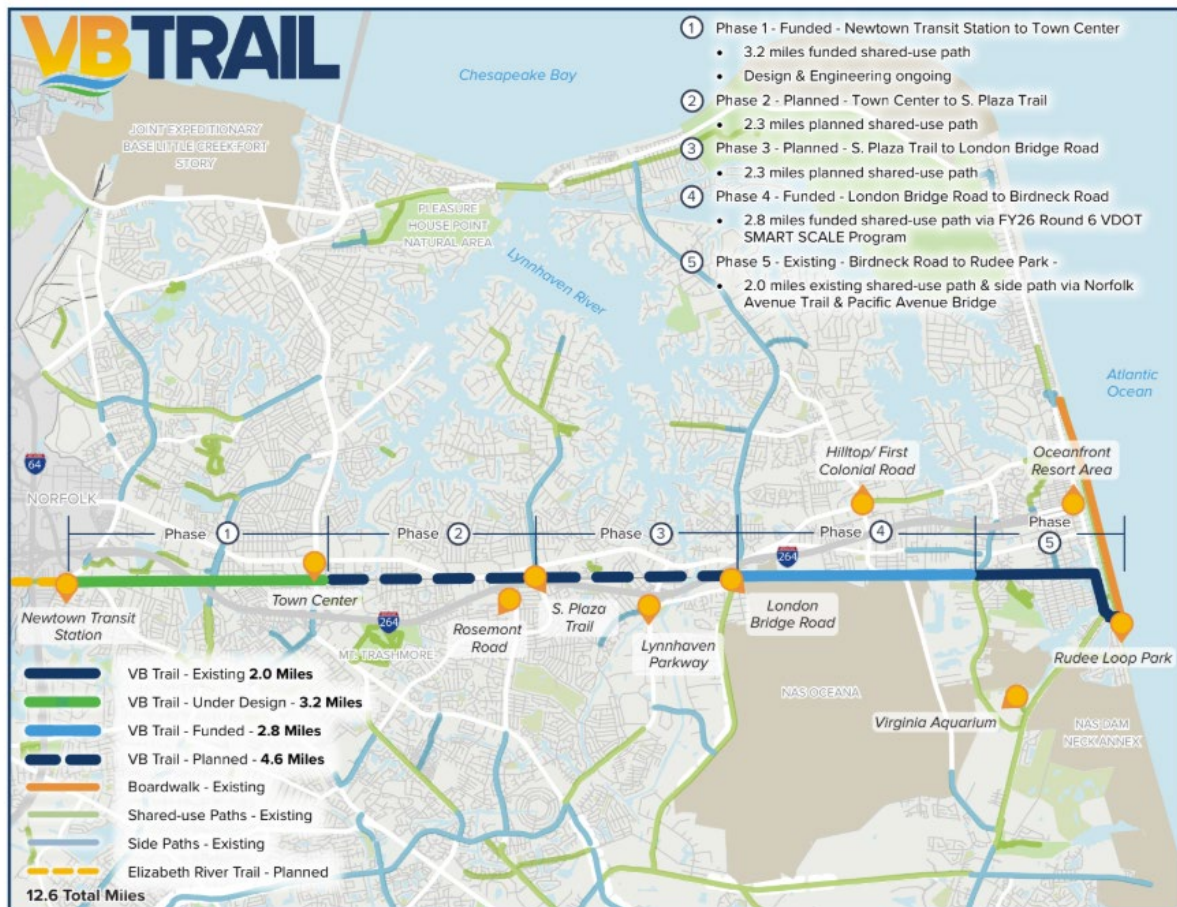 VBTRAIL
① Phase 1 - Funded - Newtown Transit Station to Town Center
• 3.2 miles funded shared-use path
• Design & Engineering ongoing
② Phase 2 - Planned - Town Center to S. Plaza Trail
• 2.3 miles planned shared-use path
③ Phase 3 - Planned - S. Plaza Trail to London Bridge Road
• 2.3 miles planned shared-use path
④ Phase 4 - Funded - London Bridge Road to Birdneck Road
• 2.8 miles funded shared-use path via FY26 Round 6 VDOT
SMART SCALE Program
⑤ Phase 5 - Existing - Birdneck Road to Rudee Park -
• 2.0 miles existing shared-use path & side path via Norfolk
Avenue Trail & Pacific Avenue Bridge
Chesapeake Bay
JOINT EXPEDITIONARY
BASE LITTLE CREEK-FORT
STORY
PLEASURE
HOUSE POINT
NATURAL AREA
Lynnhaven River
Atlantic
Ocean
64
NORFOLK
Hilltop/ First
Colonial Road
Oceanfront
Resort Area
Phase ①
Phase ②
Phase ③
Phase ④
Phase
⑤
264
Newtown Transit
Station
Town Center
264
Rosemont
Road
S. Plaza
Trail
Lynnhaven
Parkway
London
Bridge Road
Rudee Loop Park
MT. TRASHMORE
NAS OCEANA
Virginia Aquarium
NAS DAM
NECK ANNEX
VB Trail - Existing 2.0 Miles
VB Trail - Under Design - 3.2 Miles
VB Trail - Funded - 2.8 Miles
VB Trail - Planned - 4.6 Miles
Boardwalk - Existing
Shared-use Paths - Existing
Side Paths - Existing
Elizabeth River Trail - Planned
12.6 Total Miles